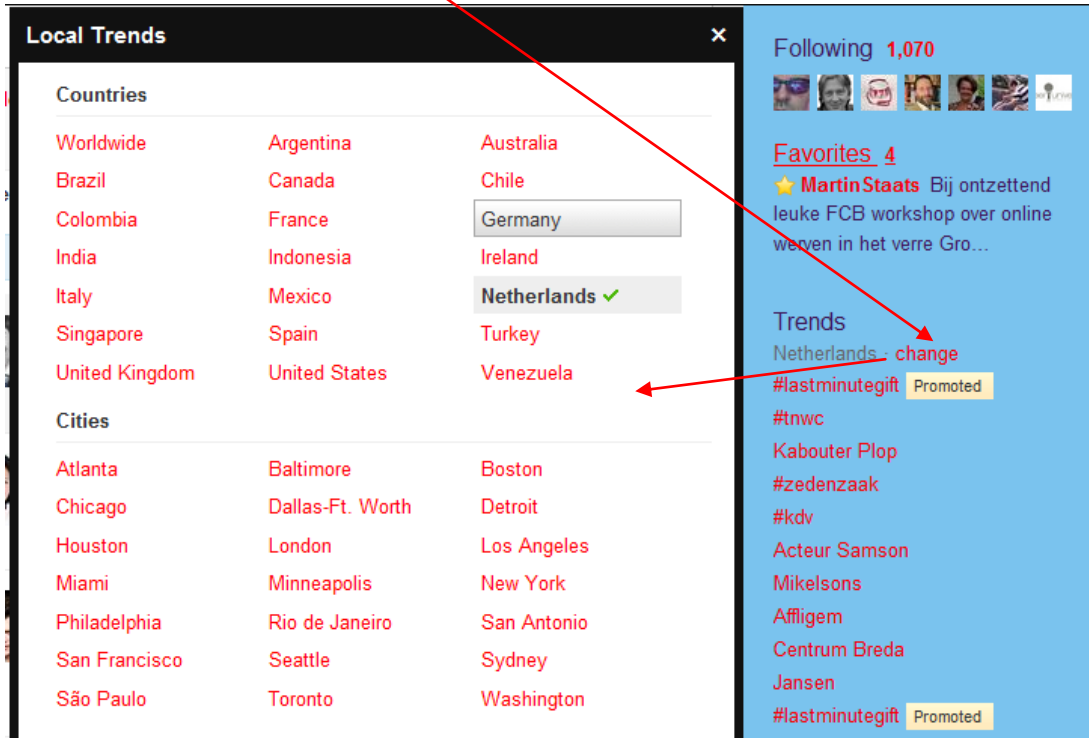 Local Trends ×
Countries
Worldwide Argentina Australia
Brazil Canada Chile
Colombia France Germany
India Indonesia Ireland
Italy Mexico Netherlands ✓
Singapore Spain Turkey
United Kingdom United States Venezuela
Cities
Atlanta Baltimore Boston
Chicago Dallas-Ft. Worth Detroit
Houston London Los Angeles
Miami Minneapolis New York
Philadelphia Rio de Janeiro San Antonio
San Francisco Seattle Sydney
São Paulo Toronto Washington
Following 1,070
Favorites 4
MartinStaats Bij ontzettend
leuke FCB workshop over online
werven in het verre Gro...
Trends
Netherlands · change
#lastminutegift Promoted
#tnwc
Kabouter Plop
#zedenzaak
#kdv
Acteur Samson
Mikelsons
Affligem
Centrum Breda
Jansen
#lastminutegift Promoted